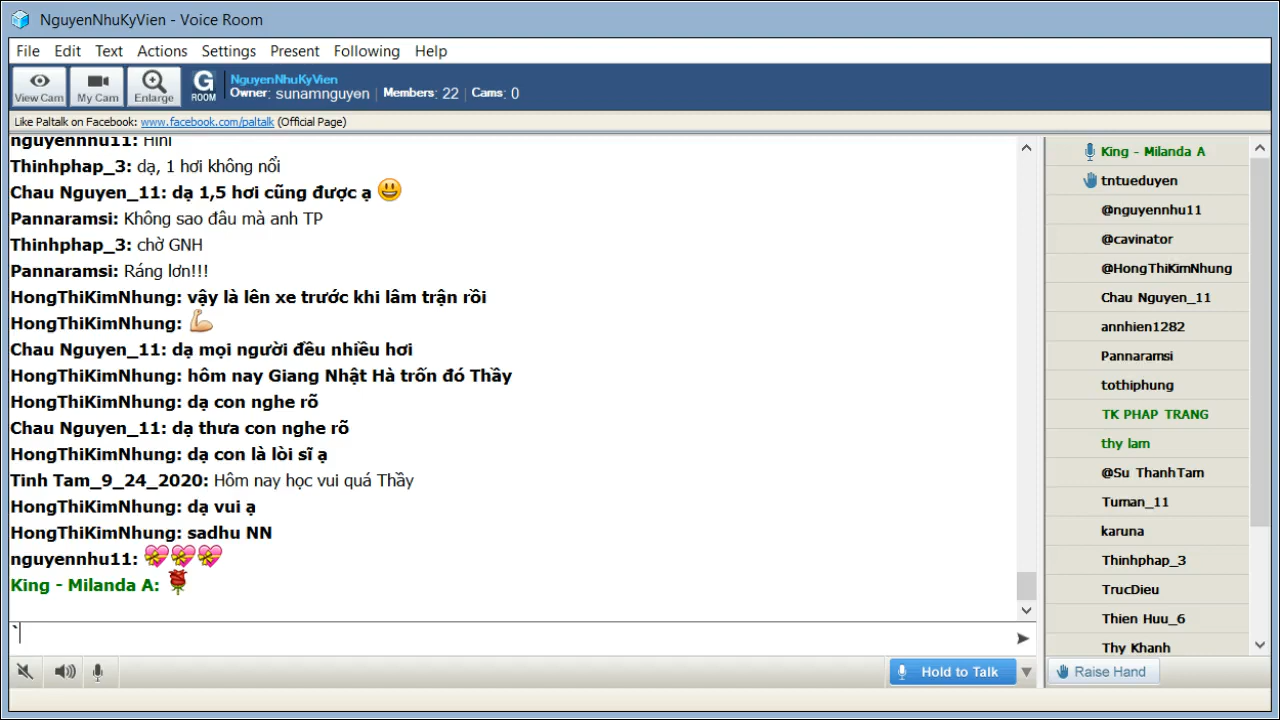 NguyenNhuKyVien - Voice Room
File Edit Text Actions Settings Present Following Help
View Cam My Cam Enlarge G ROOM
NguyenNhuKyVien
Owner: sunamnguyen | Members: 22 | Cams: 0
Like Paltalk on Facebook: www.facebook.com/paltalk (Official Page)
nguyennhu11: Hihi
Thinhphap_3: dạ, 1 hơi không nổi
Chau Nguyen_11: dạ 1,5 hơi cũng được ạ
Pannaramsi: Không sao đâu mà anh TP
Thinhphap_3: chờ GNH
Pannaramsi: Ráng lơn!!!
HongThiKimNhung: vậy là lên xe trước khi lâm trận rồi
HongThiKimNhung:
Chau Nguyen_11: dạ mọi người đều nhiều hơi
HongThiKimNhung: hôm nay Giang Nhật Hà trốn đó Thầy
HongThiKimNhung: dạ con nghe rõ
Chau Nguyen_11: dạ thưa con nghe rõ
HongThiKimNhung: dạ con là lòi sĩ ạ
Tinh Tam_9_24_2020: Hôm nay học vui quá Thầy
HongThiKimNhung: dạ vui ạ
HongThiKimNhung: sadhu NN
nguyennhu11:
King - Milanda A:
`
Hold to Talk
King - Milanda A
tntueduyen
@nguyennhu11
@cavinator
@HongThiKimNhung
Chau Nguyen_11
annhien1282
Pannaramsi
tothiphung
TK PHAP TRANG
thy lam
@Su ThanhTam
Tuman_11
karuna
Thinhphap_3
TrucDieu
Thien Huu_6
Thy Khanh
Raise Hand